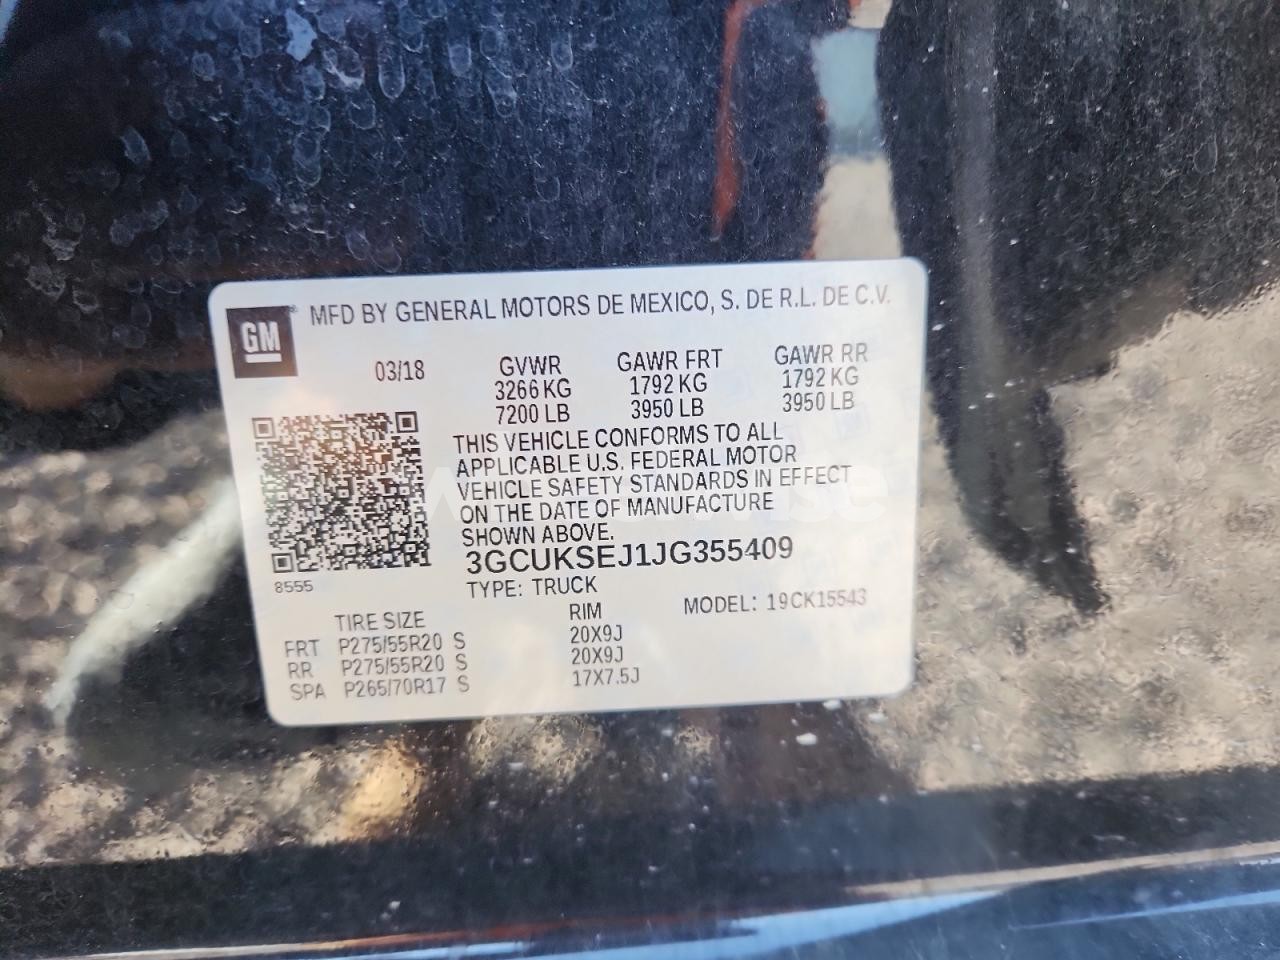 GM
MFD BY GENERAL MOTORS DE MEXICO, S. DE R.L. DE C.V.
03/18 GVWR GAWR FRT GAWR RR
3266 KG 1792 KG 1792 KG
7200 LB 3950 LB 3950 LB
THIS VEHICLE CONFORMS TO ALL
APPLICABLE U.S. FEDERAL MOTOR
VEHICLE SAFETY STANDARDS IN EFFECT
ON THE DATE OF MANUFACTURE
SHOWN ABOVE.
3GCUKSEJ1JG355409
8555
TYPE: TRUCK
MODEL: 19CK15543
TIRE SIZE RIM
FRT P275/55R20 S 20X9J
RR P275/55R20 S 20X9J
SPA P265/70R17 S 17X7.5J